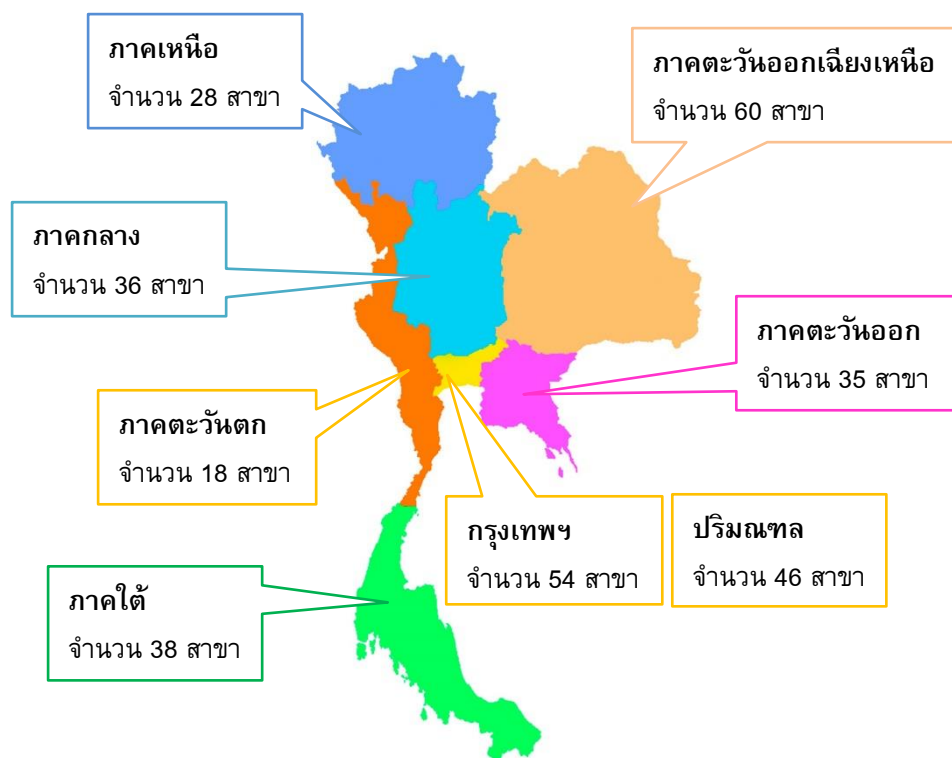 ภาคเหนือ
จำนวน 28 สาขา
ภาคตะวันออกเฉียงเหนือ
จำนวน 60 สาขา
ภาคกลาง
จำนวน 36 สาขา
ภาคตะวันออก
จำนวน 35 สาขา
ภาคตะวันตก
จำนวน 18 สาขา
กรุงเทพฯ
จำนวน 54 สาขา
ปริมณฑล
จำนวน 46 สาขา
ภาคใต้
จำนวน 38 สาขา